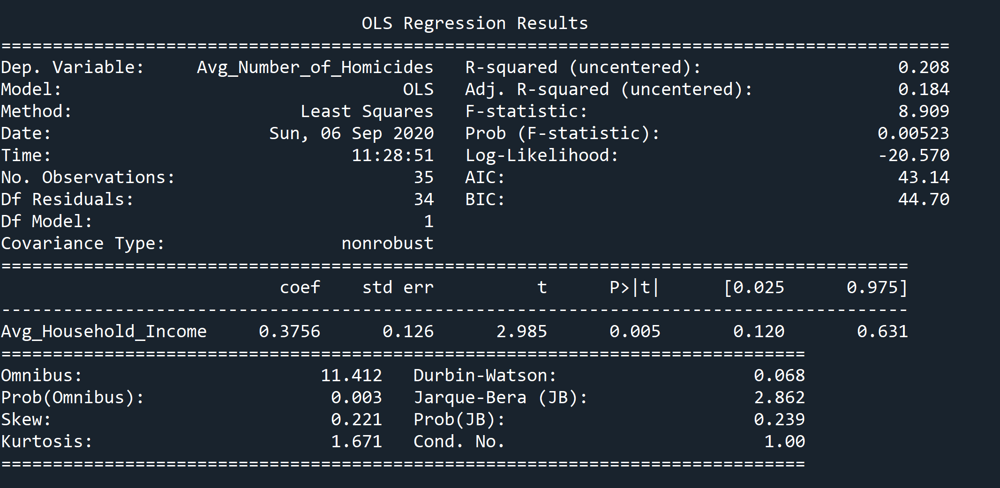 OLS Regression Results
==============================================================================================
Dep. Variable:     Avg_Number_of_Homicides   R-squared (uncentered):                   0.208
Model:                                 OLS   Adj. R-squared (uncentered):              0.184
Method:                      Least Squares   F-statistic:                              8.909
Date:                     Sun, 06 Sep 2020   Prob (F-statistic):                     0.00523
Time:                             11:28:51   Log-Likelihood:                         -20.570
No. Observations:                       35   AIC:                                      43.14
Df Residuals:                           34   BIC:                                      44.70
Df Model:                                1
Covariance Type:                 nonrobust
========================================================================================
                           coef    std err          t      P>|t|      [0.025      0.975]
----------------------------------------------------------------------------------------
Avg_Household_Income     0.3756      0.126      2.985      0.005       0.120       0.631
==============================================================================
Omnibus:                       11.412   Durbin-Watson:                   0.068
Prob(Omnibus):                  0.003   Jarque-Bera (JB):                2.862
Skew:                           0.221   Prob(JB):                        0.239
Kurtosis:                       1.671   Cond. No.                         1.00
==============================================================================